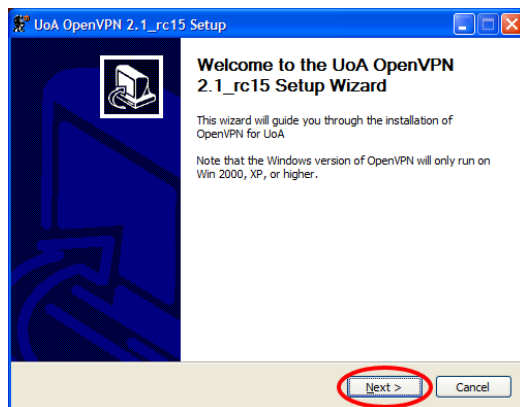 UoA OpenVPN 2.1_rc15 Setup
Welcome to the UoA OpenVPN
2.1_rc15 Setup Wizard
This wizard will guide you through the installation of
OpenVPN for UoA
Note that the Windows version of OpenVPN will only run on
Win 2000, XP, or higher.
Next >
Cancel